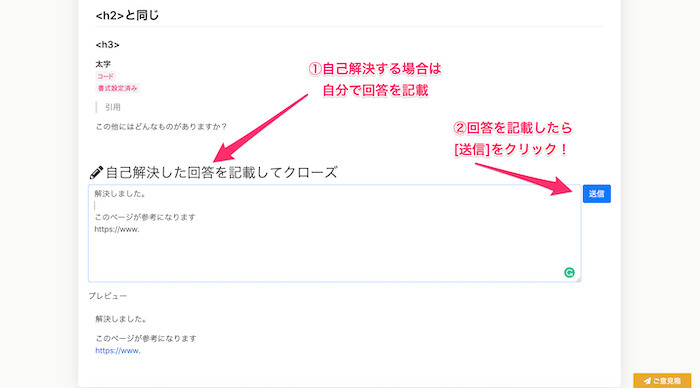 <h2>と同じ
<h3>
太字
コード
書式設定済み
引用
この他にはどんなものがありますか？
①自己解決する場合は
自分で回答を記載
②回答を記載したら
[送信]をクリック！
自己解決した回答を記載してクローズ
解決しました。
このページが参考になります
https://www.
送信
プレビュー
解決しました。
このページが参考になります
https://www.
ご意見箱